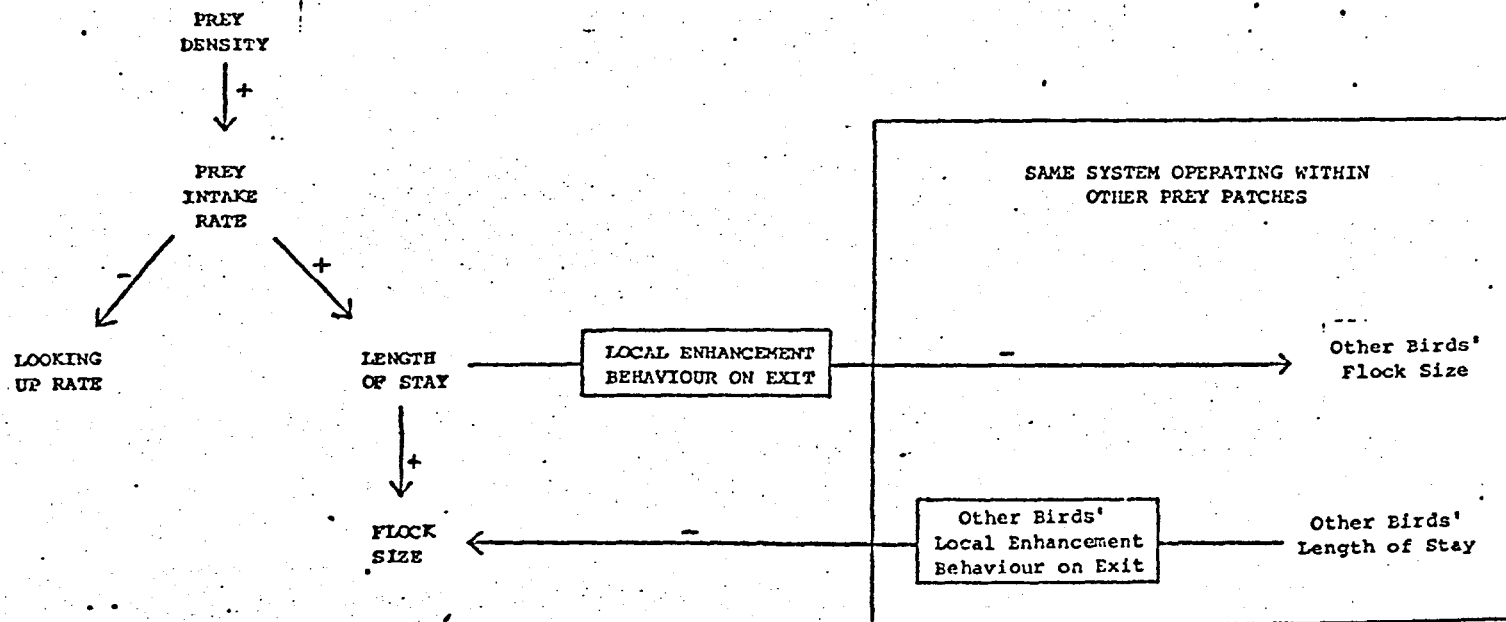 PREY
DENSITY
+
PREY
INTAKE
RATE
-
+
LOOKING
UP RATE
LENGTH
OF STAY
LOCAL ENHANCEMENT
BEHAVIOUR ON EXIT
-
+
FLOCK
SIZE
-
SAME SYSTEM OPERATING WITHIN
OTHER PREY PATCHES
Other Birds'
Flock Size
Other Birds'
Local Enhancement
Behaviour on Exit
Other Birds'
Length of Stay